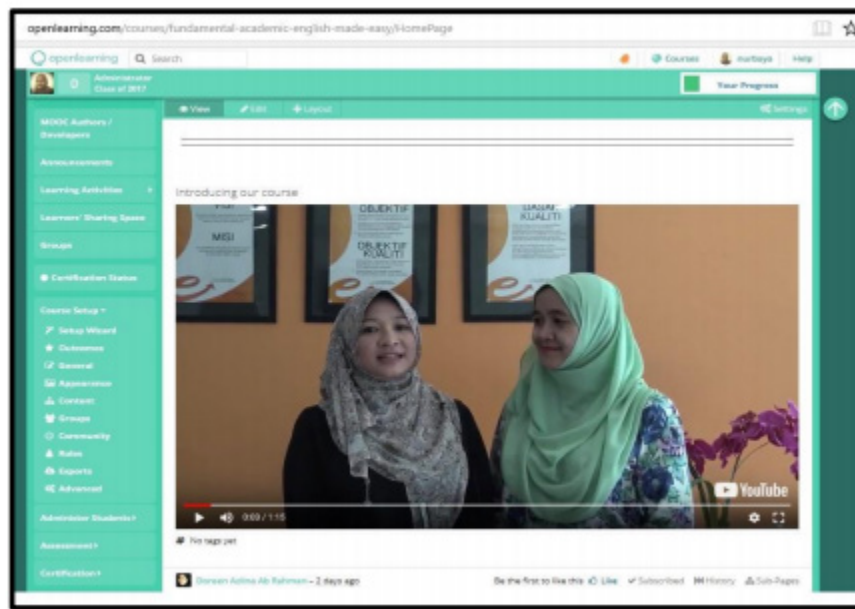 openlearning.com/courses/fundamental-academic-english-made-easy/HomePage
openlearning
Search
Courses
nurbaya
Help
0
Administrator
Class of 2017
Your Progress
View
Edit
Layout
Settings
MOOC Authors /
Developers
Announcements
Learning Activities +
Learners' Sharing Space
Groups
Certification Status
Course Setup
Setup Wizard
Outcomes
General
Appearance
Content
Groups
Community
Roles
Exports
Advanced
Administer Students
Assessment
Certification
Introducing our course
MISI
OBJEKTIF
OBJEKTIF
KUALITI
DASAR
KUALITI
YouTube
0:03 / 1:15
# No tags yet
Doreen Azlina Ab Rahman – 2 days ago
Be the first to like this Like Subscribed History Sub-Pages